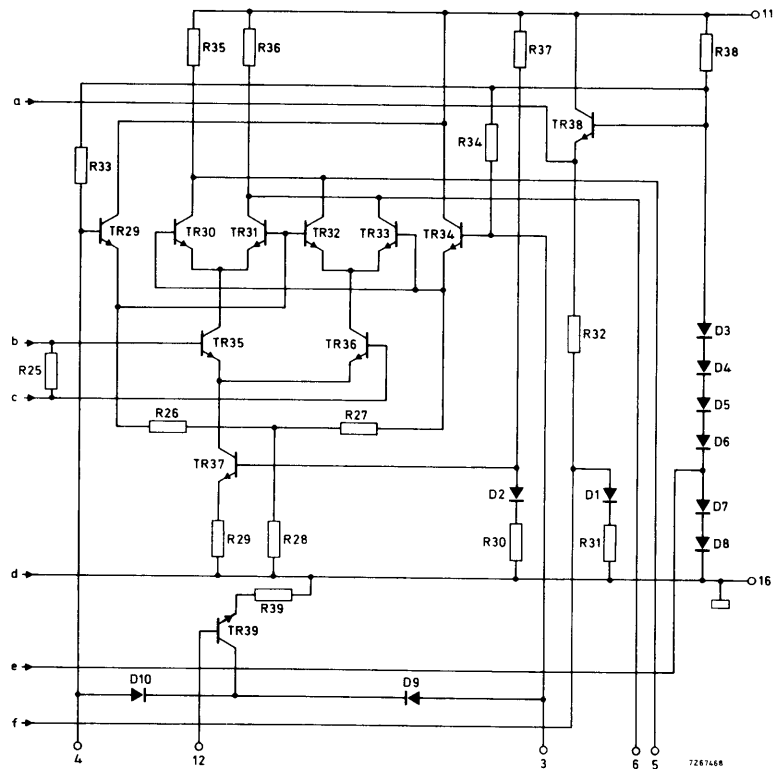 11
R35
R36
R37
R38
a
TR38
R34
R33
TR29
TR30
TR31
TR32
TR33
TR34
b
TR35
TR36
R32
D3
R25
D4
c
D5
R26
R27
D6
TR37
D2
D1
D7
R29
R28
R30
R31
D8
d
16
R39
TR39
e
D10
D9
f
4
12
3
6
5
7Z67468